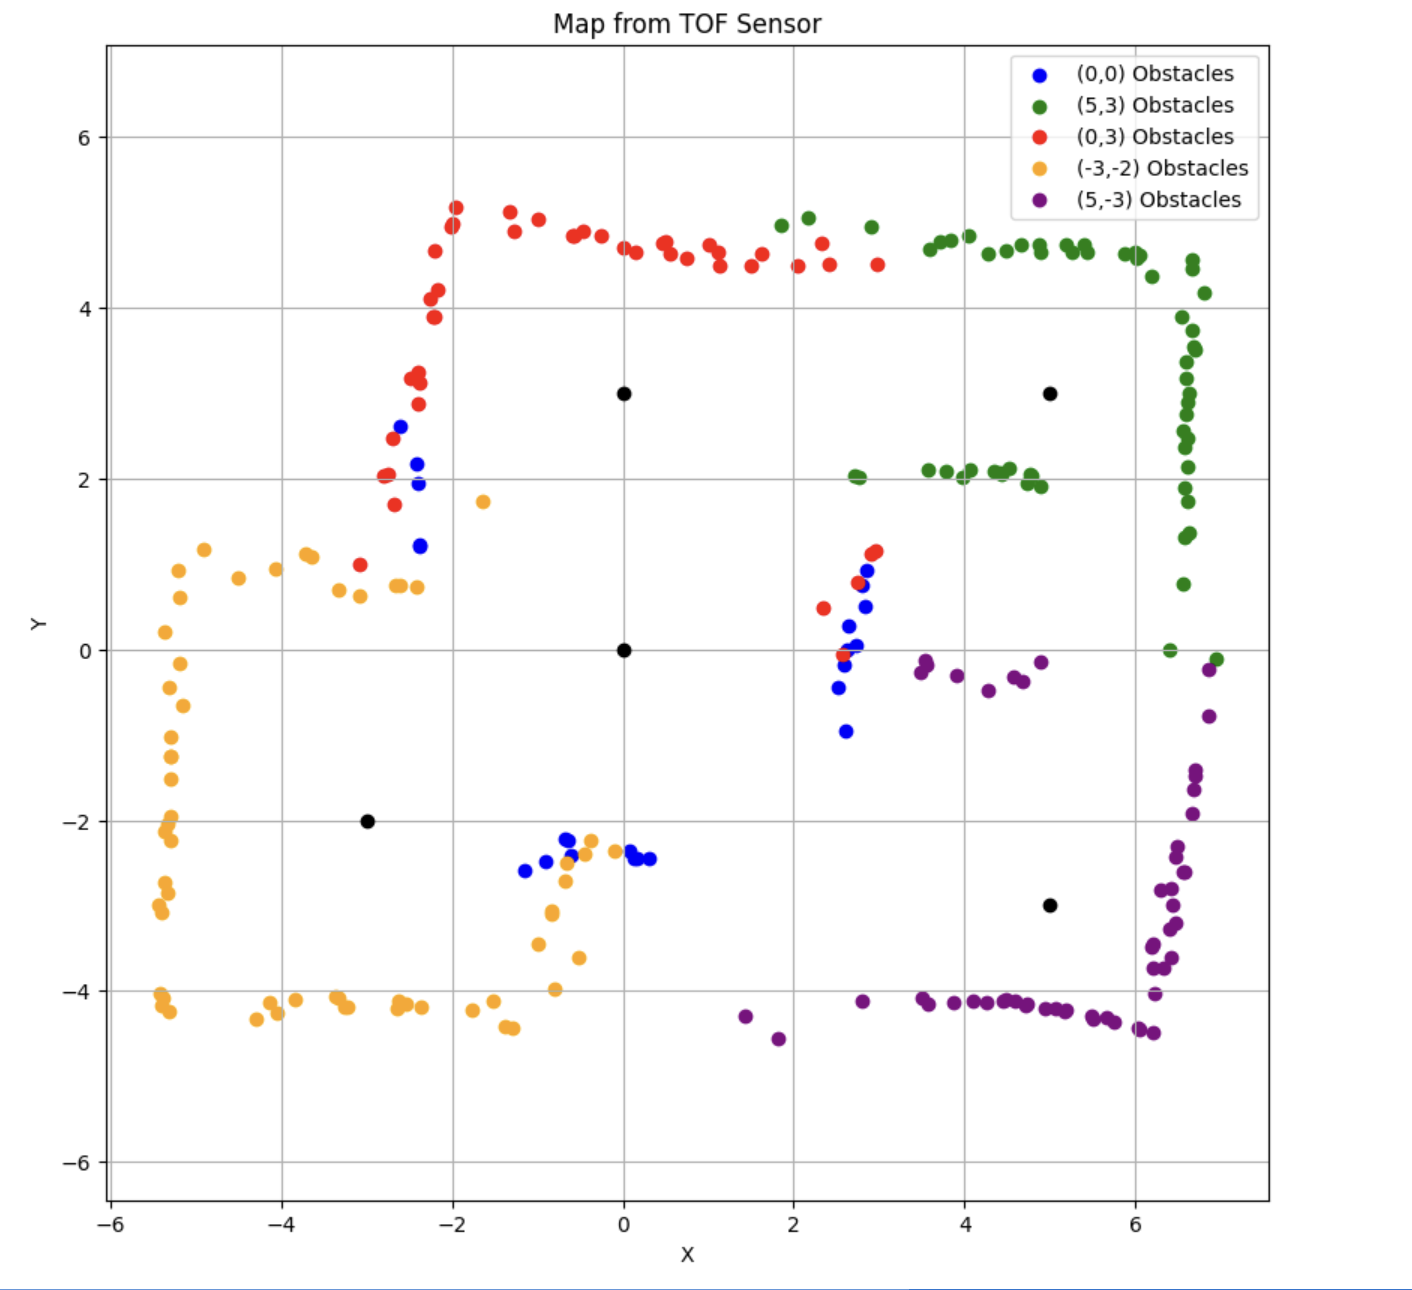 Map from TOF Sensor
(0,0) Obstacles
(5,3) Obstacles
(0,3) Obstacles
(-3,-2) Obstacles
(5,-3) Obstacles
6
4
2
0
−2
−4
−6
Y
−6 −4 −2 0 2 4 6
X